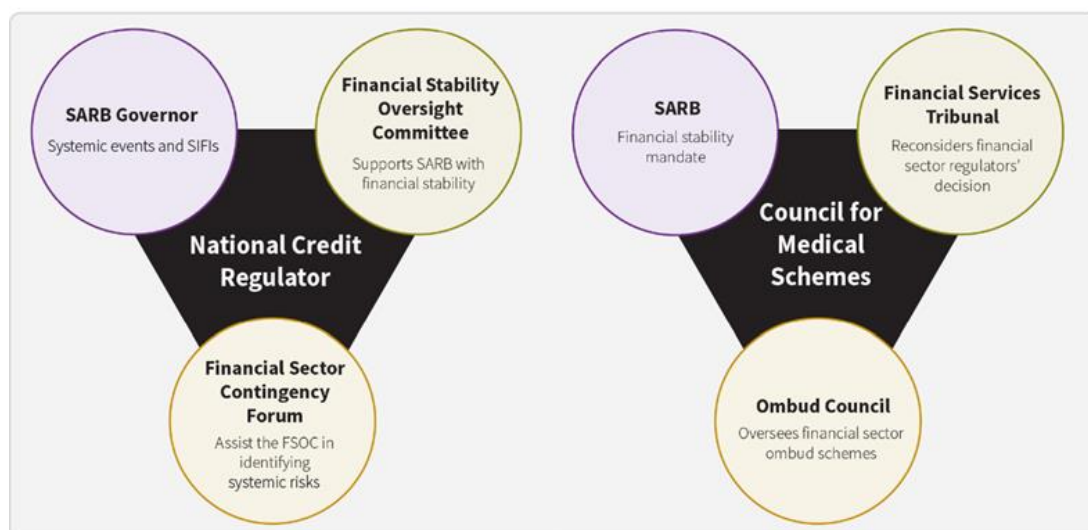 SARB Governor
Systemic events and SIFIs
Financial Stability
Oversight
Committee
Supports SARB with
financial stability
National Credit
Regulator
Financial Sector
Contingency
Forum
Assist the FSOC in
identifying
systemic risks
SARB
Financial stability
mandate
Financial Services
Tribunal
Reconsiders financial
sector regulators'
decision
Council for
Medical
Schemes
Ombud Council
Oversees financial sector
ombud schemes